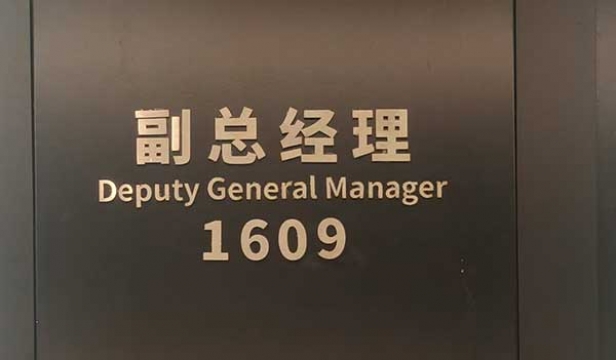 副总经理
Deputy General Manager
1609